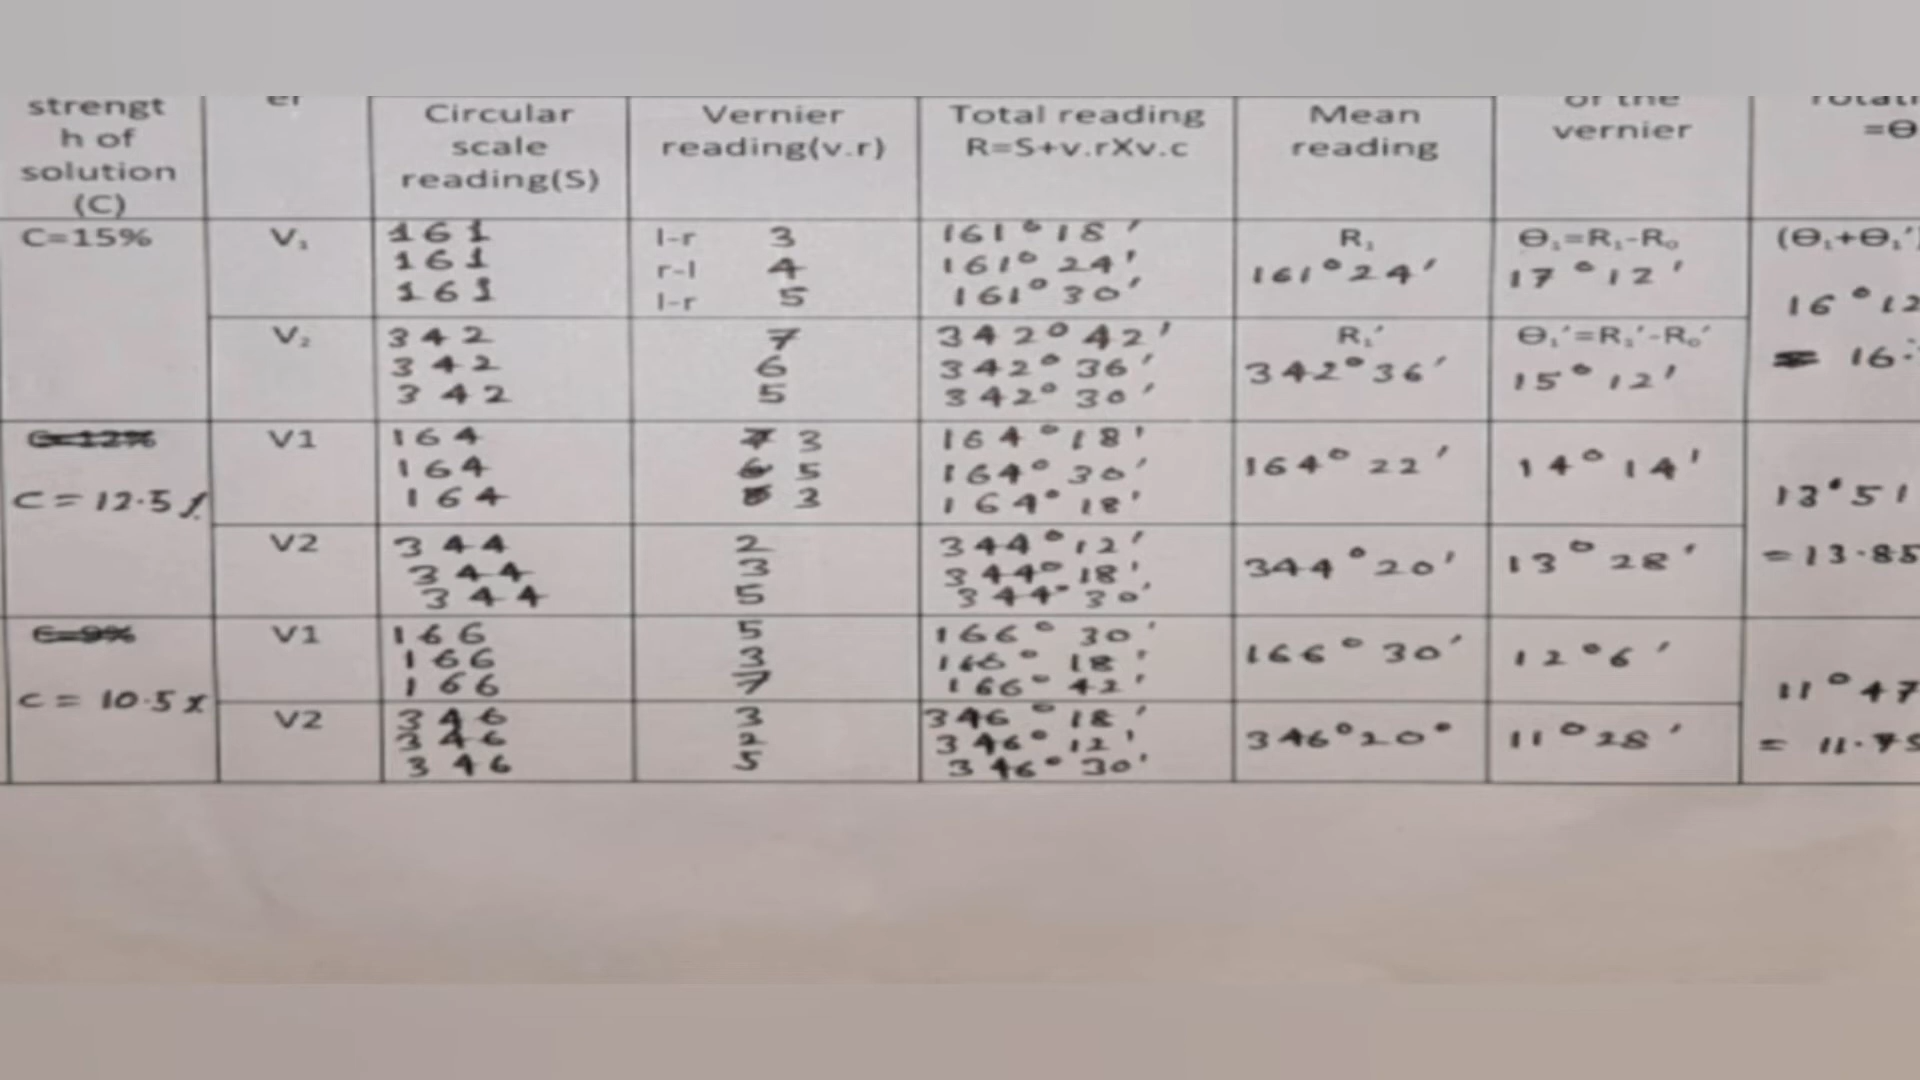 strengt
h of
solution
(C)
er
Circular
scale
reading(S)
Vernier
reading(v.r)
Total reading
R=S+v.rXv.c
Mean
reading
of the
vernier
=Θ
C=15%
V₁
161
161
161
l-r 3
r-l 4
l-r 5
161°18'
161°24'
161°30'
R₁
161°24'
Θ₁=R₁-R₀
17°12'
(Θ₁+Θ₁')
16°12
= 16.
V₂
342
342
342
7
6
5
342°42'
342°36'
342°30'
R₁'
342°36'
Θ₁'=R₁'-R₀'
15°12'
C=12%
C = 12.5%
V1
164
164
164
3
5
3
164°18'
164°30'
164°18'
164°22'
14°14'
13°51
=13.85
V2
344
344
344
2
3
5
344°12'
344°18'
344°30'
344°20'
13°28'
C=9%
C = 10.5%
V1
166
166
166
5
3
7
166°30'
166°18'
166°42'
166°30'
12°6'
11°47
= 11.75
V2
346
346
346
3
2
5
346°18'
346°12'
346°30'
346°20°
11°28'